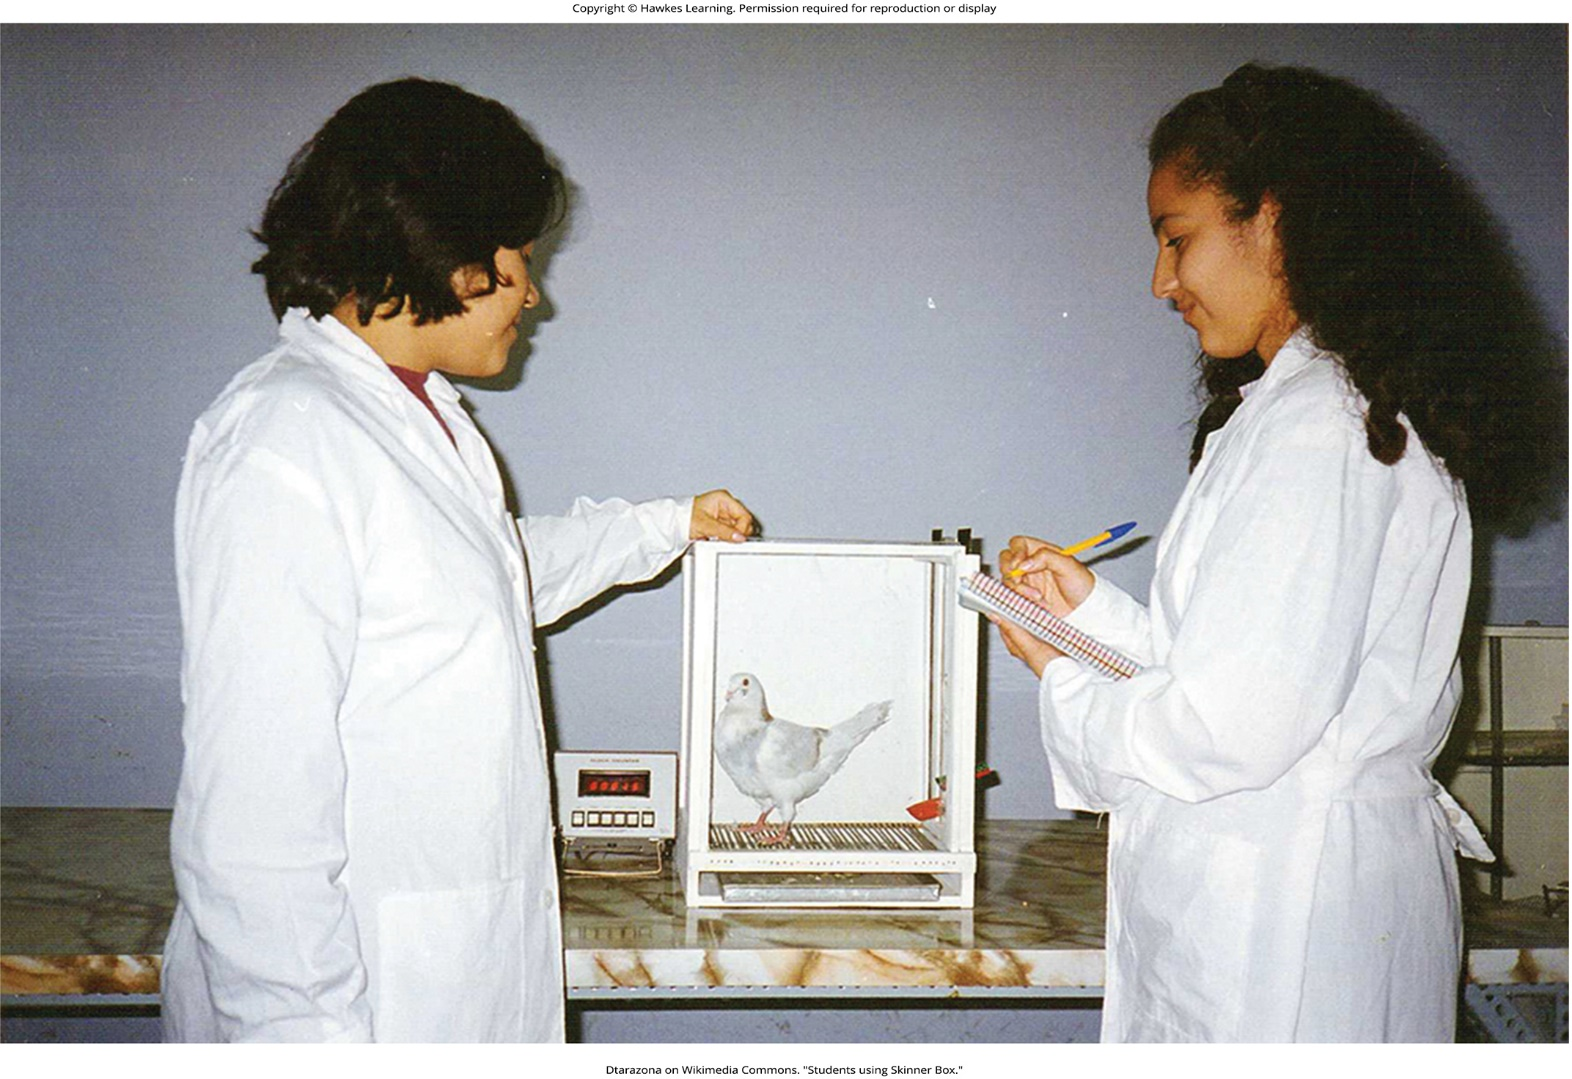 Copyright © Hawkes Learning. Permission required for reproduction or display
Dtarazona on Wikimedia Commons. "Students using Skinner Box."